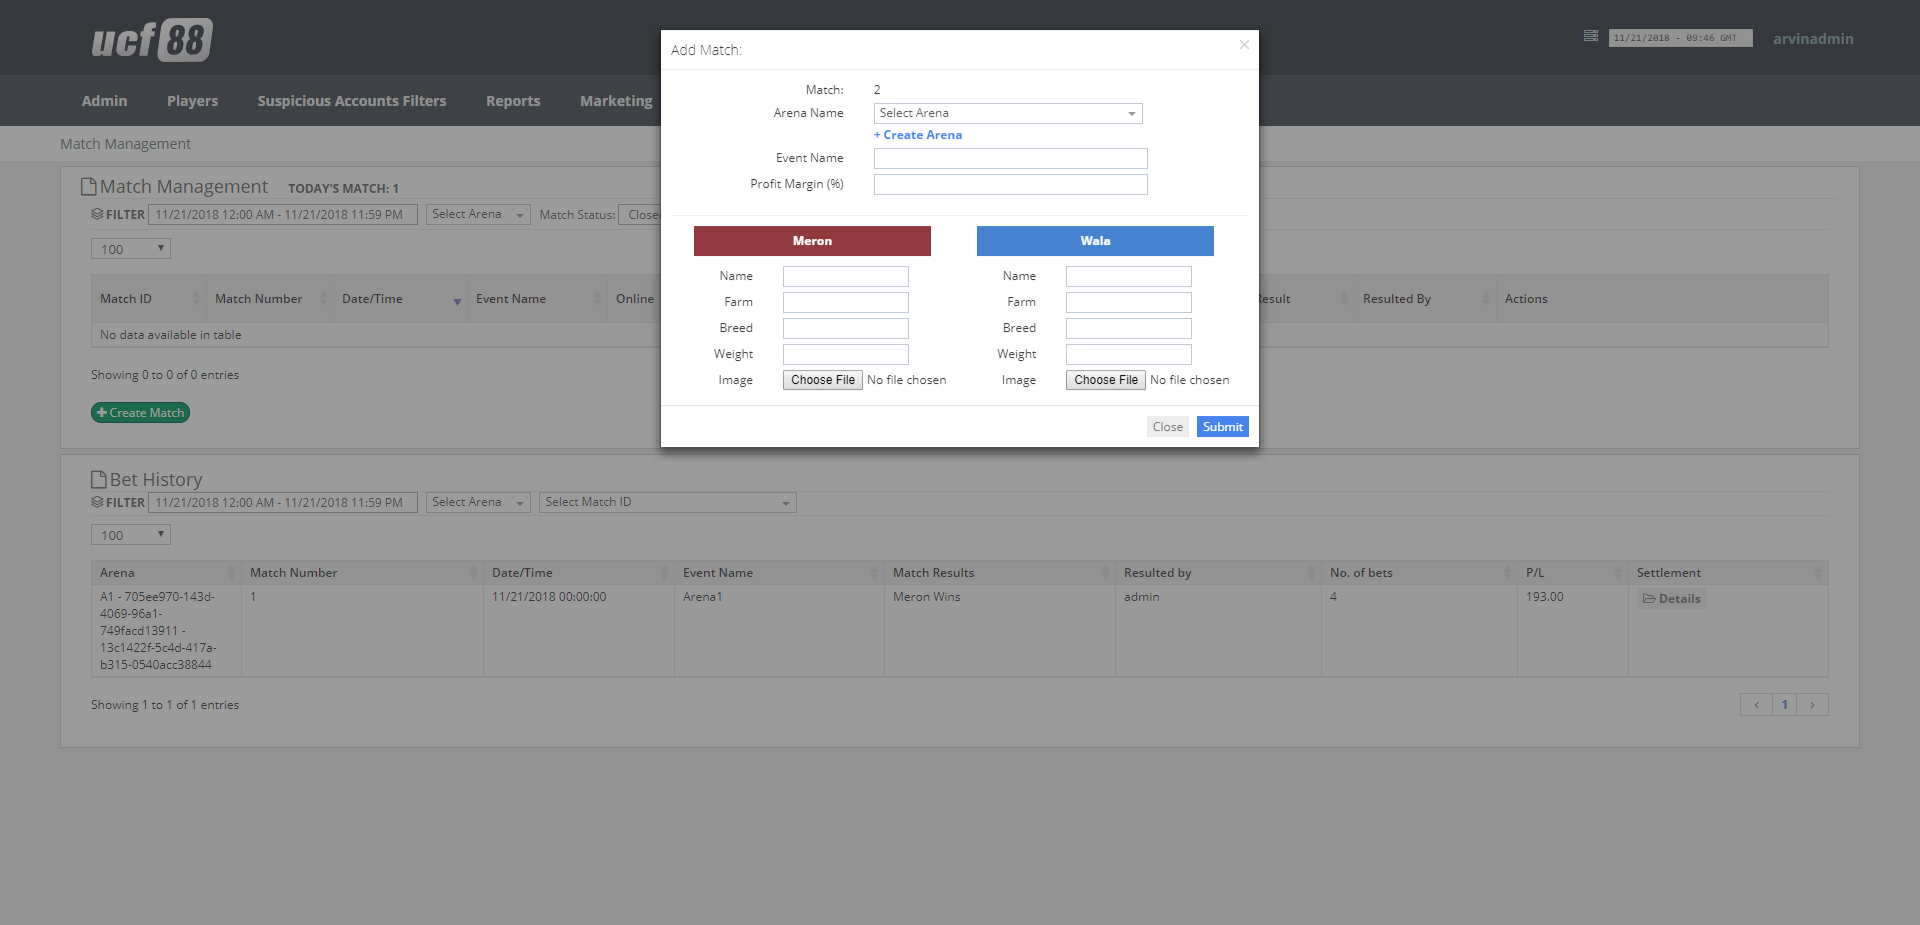 ucf 88
11/21/2018 - 09:46 GMT
arvinadmin
Admin Players Suspicious Accounts Filters Reports Marketing
Match Management
Add Match: ×
Match: 2
Arena Name Select Arena
+ Create Arena
Event Name
Profit Margin (%)
Meron Wala
Name Name
Farm Farm
Breed Breed
Weight Weight
Image Choose File No file chosen Image Choose File No file chosen
Close Submit
Match Management TODAY'S MATCH: 1
FILTER 11/21/2018 12:00 AM - 11/21/2018 11:59 PM Select Arena Match Status: Close
100
Match ID Match Number Date/Time Event Name Online Result Resulted By Actions
No data available in table
Showing 0 to 0 of 0 entries
Create Match
Bet History
FILTER 11/21/2018 12:00 AM - 11/21/2018 11:59 PM Select Arena Select Match ID
100
Arena Match Number Date/Time Event Name Match Results Resulted by No. of bets P/L Settlement
A1 - 705ee970-143d- 1 11/21/2018 00:00:00 Arena1 Meron Wins admin 4 193.00 Details
4069-96a1-
749facd13911 -
13c1422f-5c4d-417a-
b315-0540acc38844
Showing 1 to 1 of 1 entries
‹ 1 ›